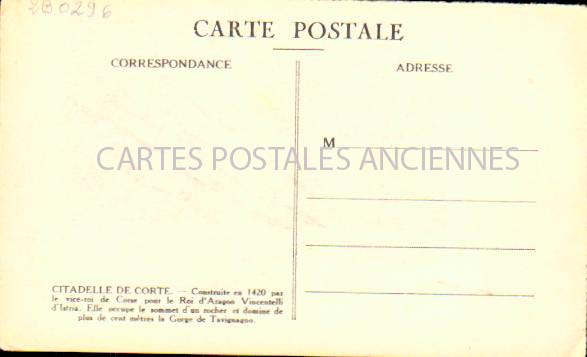 2B0296
CARTE POSTALE
CORRESPONDANCE
ADRESSE
M
CARTES POSTALES ANCIENNES
CITADELLE DE CORTE. — Construite en 1420 par
le vice-roi de Corse pour le Roi d'Aragon Vincentelli
d'Istria. Elle occupe le sommet d'un rocher et domine de
plus de cent mètres la Gorge de Tavignagno.